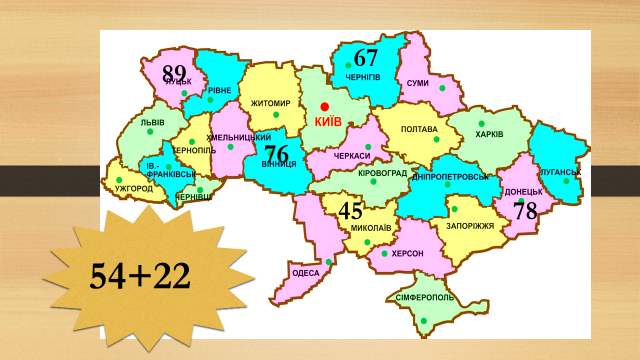 67
ЧЕРНІГІВ
89
ЛУЦЬК
РІВНЕ
СУМИ
ЖИТОМИР
КИЇВ
ЛЬВІВ
ХМЕЛЬНИЦЬКИЙ
ТЕРНОПІЛЬ
ПОЛТАВА
ХАРКІВ
76
ВІННИЦЯ
ЧЕРКАСИ
ІВ.-
ФРАНКІВСЬК
КІРОВОГРАД
ДНІПРОПЕТРОВСЬК
ЛУГАНСЬК
УЖГОРОД
ЧЕРНІВЦІ
ДОНЕЦЬК
78
45
МИКОЛАЇВ
ЗАПОРІЖЖЯ
ХЕРСОН
ОДЕСА
СІМФЕРОПОЛЬ
54+22